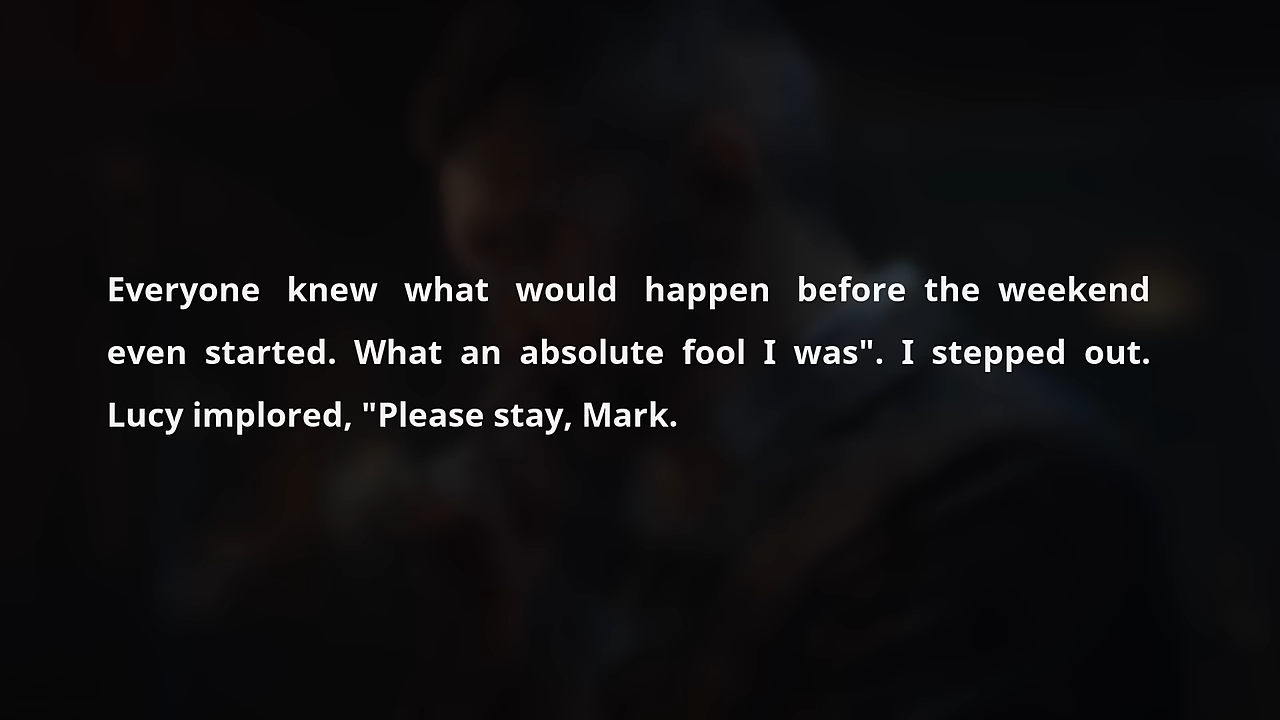 Everyone knew what would happen before the weekend
even started. What an absolute fool I was". I stepped out.
Lucy implored, "Please stay, Mark.